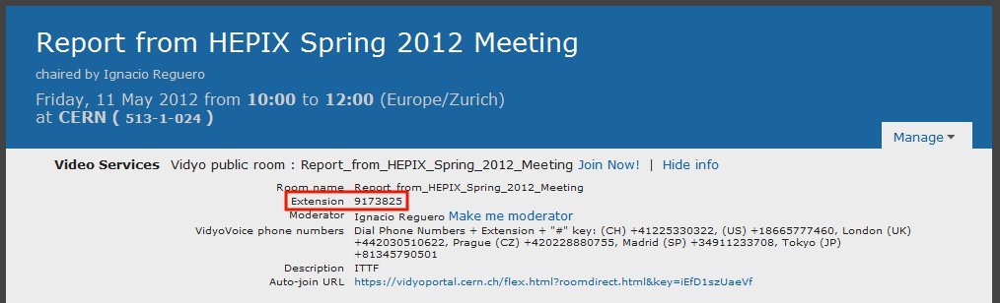 Report from HEPIX Spring 2012 Meeting
chaired by Ignacio Reguero
Friday, 11 May 2012 from 10:00 to 12:00 (Europe/Zurich)
at CERN ( 513-1-024 )
Manage
Video Services Vidyo public room : Report_from_HEPIX_Spring_2012_Meeting Join Now! | Hide info
Room name Report_from_HEPIX_Spring_2012_Meeting
Extension 9173825
Moderator Ignacio Reguero Make me moderator
VidyoVoice phone numbers Dial Phone Numbers + Extension + "#" key: (CH) +41225330322, (US) +18665777460, London (UK)
+442030510622, Prague (CZ) +420228880755, Madrid (SP) +34911233708, Tokyo (JP)
+81345790501
Description ITTF
Auto-join URL https://vidyoportal.cern.ch/flex.html?roomdirect.html&key=iEfD1szUaeVf